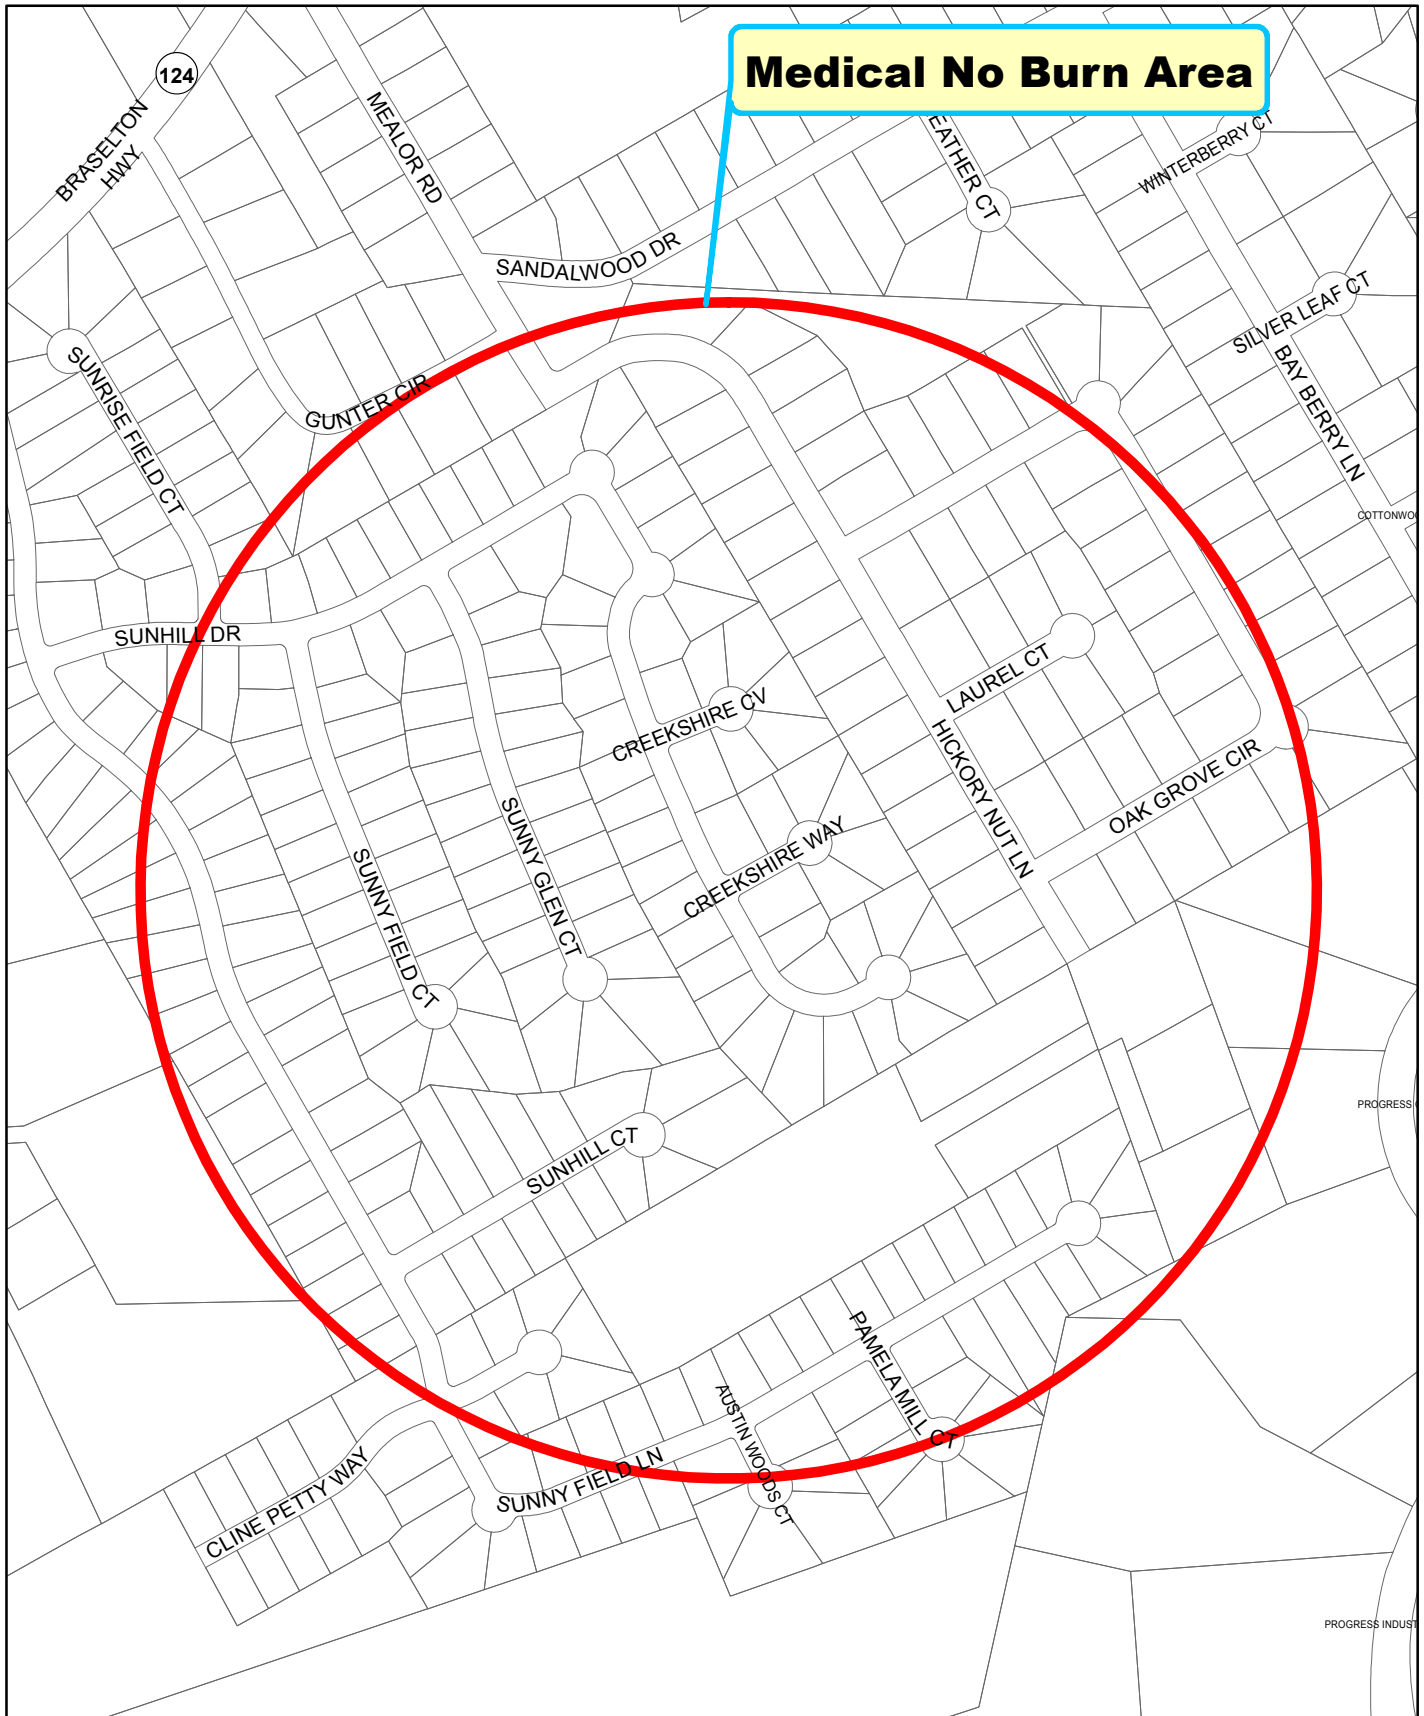 Medical No Burn Area
124
BRASELTON
HWY
MEALOR RD
EATHER CT
WINTERBERRY CT
SANDALWOOD DR
SILVER LEAF CT
BAY BERRY LN
SUNRISE FIELD CT
GUNTER CIR
COTTONWO
SUNHILL DR
LAUREL CT
CREEKSHIRE CV
HICKORY NUT LN
OAK GROVE CIR
SUNNY GLEN CT
CREEKSHIRE WAY
SUNNY FIELD CT
PROGRESS
SUNHILL CT
PAMELA MILL CT
AUSTIN WOODS CT
SUNNY FIELD LN
CLINE PETTY WAY
PROGRESS INDUST